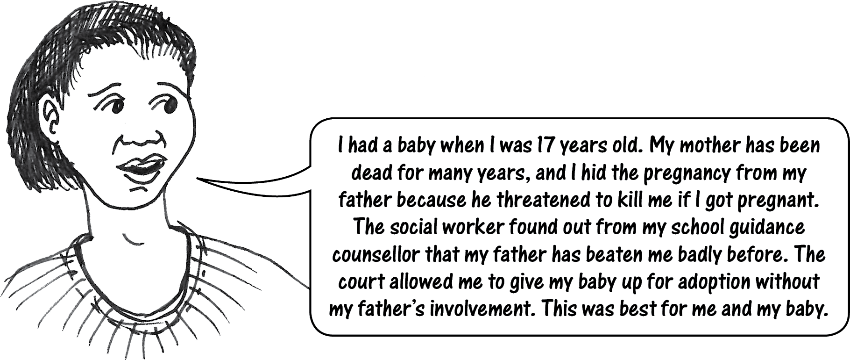 I had a baby when I was 17 years old. My mother has been
dead for many years, and I hid the pregnancy from my
father because he threatened to kill me if I got pregnant.
The social worker found out from my school guidance
counsellor that my father has beaten me badly before. The
court allowed me to give my baby up for adoption without
my father's involvement. This was best for me and my baby.